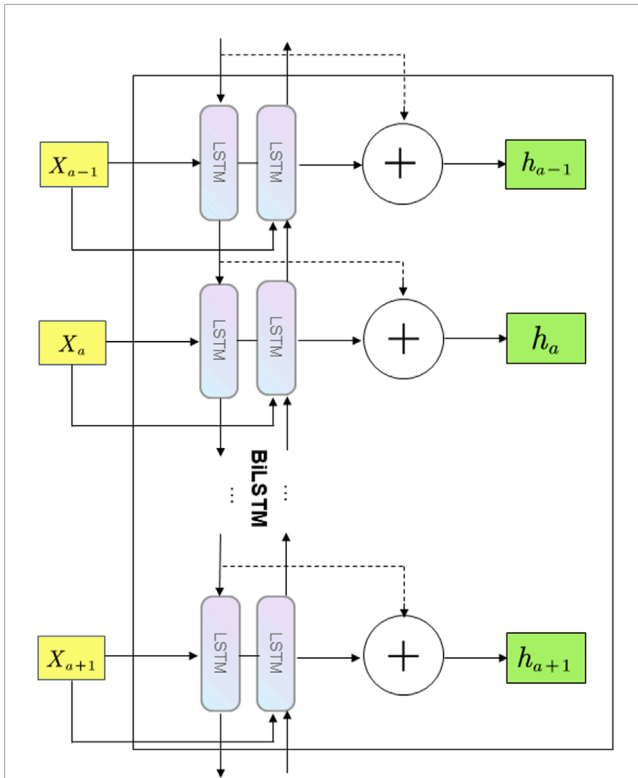 X_{a-1} LSTM LSTM + h_{a-1}
X_a LSTM LSTM + h_a
BiLSTM
... ...
X_{a+1} LSTM LSTM + h_{a+1}